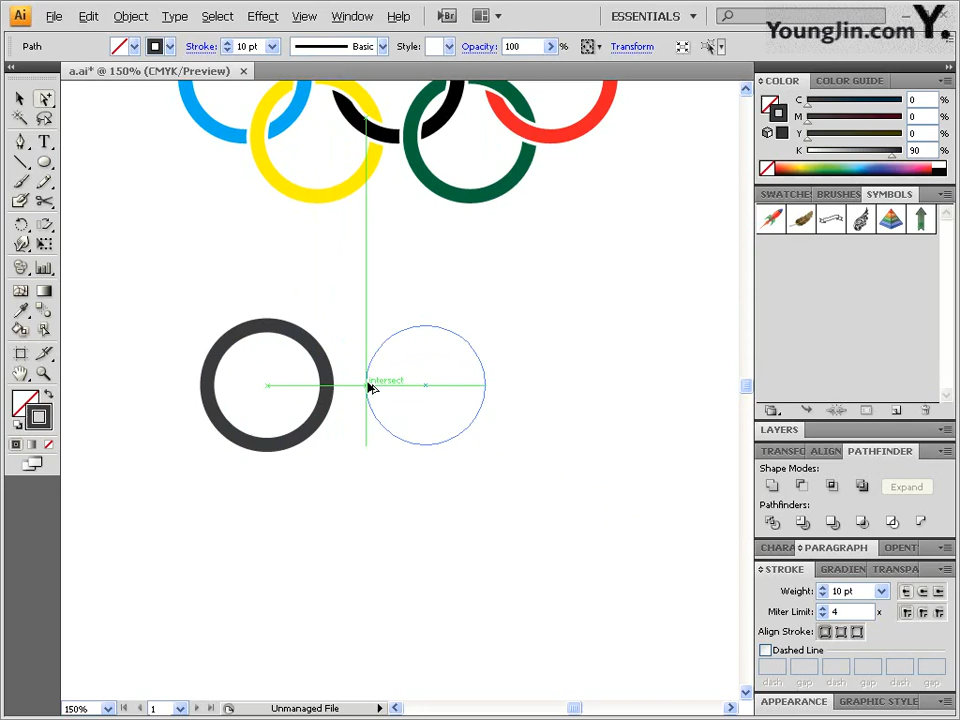 Ai File Edit Object Type Select Effect View Window Help Br ESSENTIALS
YoungJin.com Y.
Path Stroke: 10 pt Basic Style: Opacity: 100 % Transform
a.ai* @ 150% (CMYK/Preview)
COLOR COLOR GUIDE
C 0 %
M 0 %
Y 0 %
K 90 %
SWATCHE BRUSHES SYMBOLS
intersect
LAYERS
TRANSFC ALIGN PATHFINDER
Shape Modes:
Expand
Pathfinders:
CHARA PARAGRAPH OPENT
STROKE GRADIEN TRANSPA
Weight: 10 pt
Miter Limit: 4 x
Align Stroke:
Dashed Line
dash gap dash gap dash gap
APPEARANCE GRAPHIC STYLE
150% 1 Unmanaged File